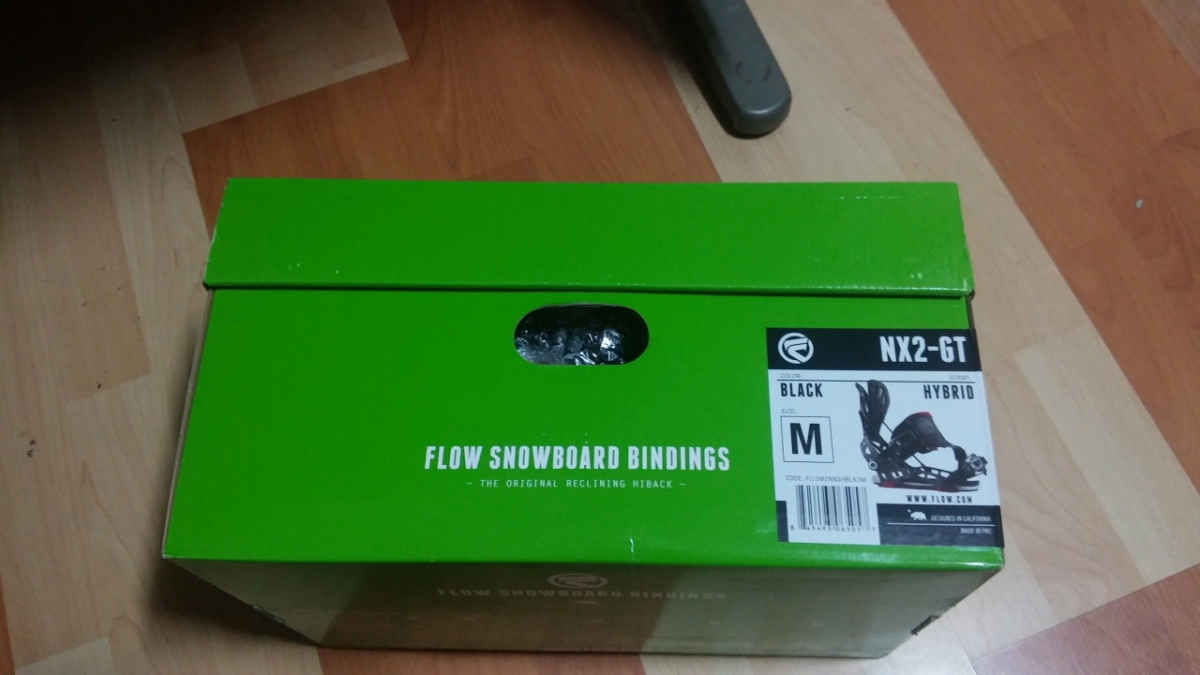 NX2-GT
COLOR: STRAP:
BLACK HYBRID
SIZE:
M
FLOW SNOWBOARD BINDINGS
– THE ORIGINAL RECLINING HIBACK –
WWW.FLOW.COM
DESIGNED IN CALIFORNIA
MADE IN PRC
FLOW SNOWBOARD BINDINGS